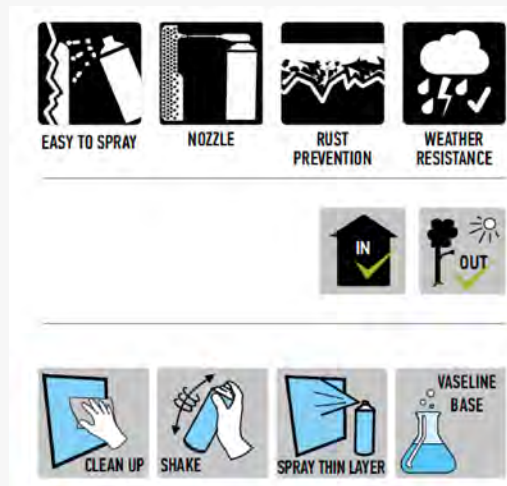 EASY TO SPRAY
NOZZLE
RUST
PREVENTION
WEATHER
RESISTANCE
IN
OUT
CLEAN UP
SHAKE
SPRAY THIN LAYER
VASELINE
BASE